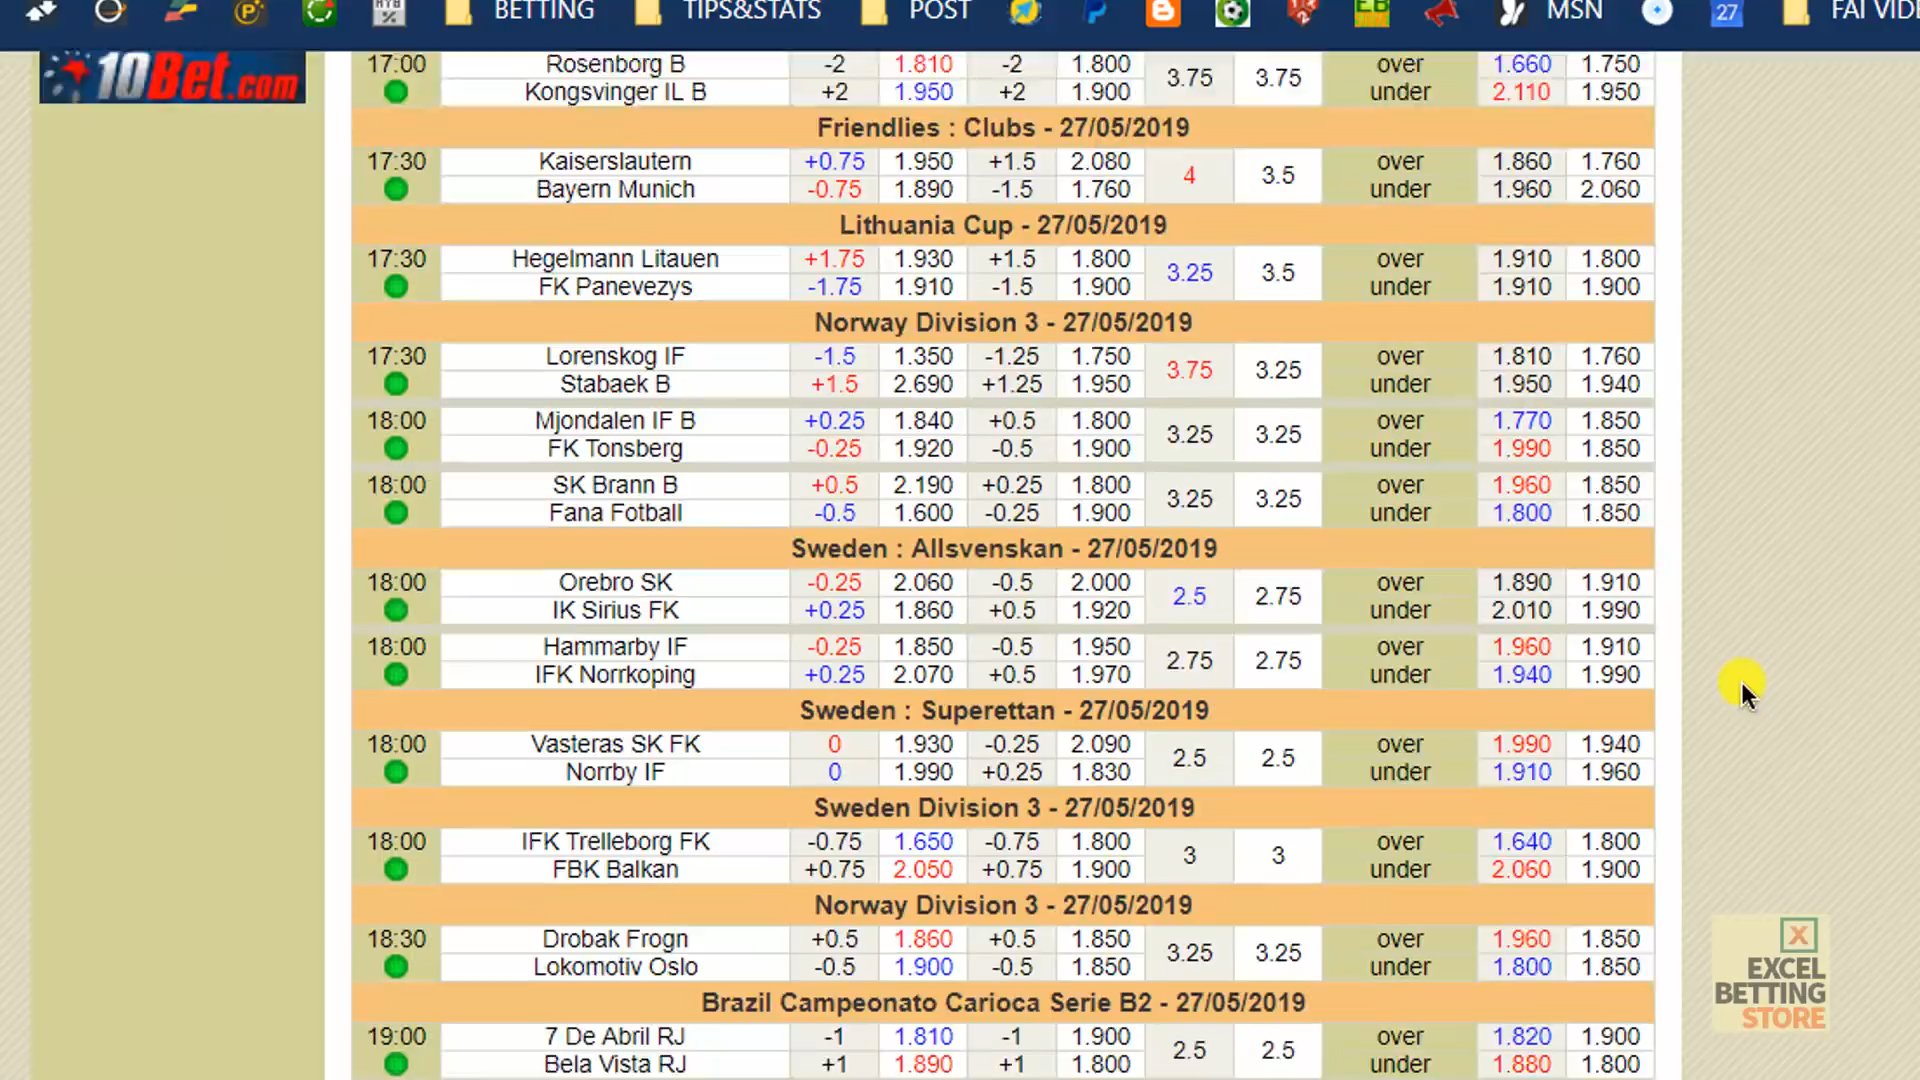 BETTING TIPS&STATS POST MSN 27
10Bet.com
17:00 Rosenborg B -2 1.810 -2 1.800 3.75 3.75 over 1.660 1.750
Kongsvinger IL B +2 1.950 +2 1.900 under 2.110 1.950
Friendlies : Clubs - 27/05/2019
17:30 Kaiserslautern +0.75 1.950 +1.5 2.080 4 3.5 over 1.860 1.760
Bayern Munich -0.75 1.890 -1.5 1.760 under 1.960 2.060
Lithuania Cup - 27/05/2019
17:30 Hegelmann Litauen +1.75 1.930 +1.5 1.800 3.25 3.5 over 1.910 1.800
FK Panevezys -1.75 1.910 -1.5 1.900 under 1.910 1.900
Norway Division 3 - 27/05/2019
17:30 Lorenskog IF -1.5 1.350 -1.25 1.750 3.75 3.25 over 1.810 1.760
Stabaek B +1.5 2.690 +1.25 1.950 under 1.950 1.940
18:00 Mjondalen IF B +0.25 1.840 +0.5 1.800 3.25 3.25 over 1.770 1.850
FK Tonsberg -0.25 1.920 -0.5 1.900 under 1.990 1.850
18:00 SK Brann B +0.5 2.190 +0.25 1.800 3.25 3.25 over 1.960 1.850
Fana Fotball -0.5 1.600 -0.25 1.900 under 1.800 1.850
Sweden : Allsvenskan - 27/05/2019
18:00 Orebro SK -0.25 2.060 -0.5 2.000 2.5 2.75 over 1.890 1.910
IK Sirius FK +0.25 1.860 +0.5 1.920 under 2.010 1.990
18:00 Hammarby IF -0.25 1.850 -0.5 1.950 2.75 2.75 over 1.960 1.910
IFK Norrkoping +0.25 2.070 +0.5 1.970 under 1.940 1.990
Sweden : Superettan - 27/05/2019
18:00 Vasteras SK FK 0 1.930 -0.25 2.090 2.5 2.5 over 1.990 1.940
Norrby IF 0 1.990 +0.25 1.830 under 1.910 1.960
Sweden Division 3 - 27/05/2019
18:00 IFK Trelleborg FK -0.75 1.650 -0.75 1.800 3 3 over 1.640 1.800
FBK Balkan +0.75 2.050 +0.75 1.900 under 2.060 1.900
Norway Division 3 - 27/05/2019
18:30 Drobak Frogn +0.5 1.860 +0.5 1.850 3.25 3.25 over 1.960 1.850
Lokomotiv Oslo -0.5 1.900 -0.5 1.850 under 1.800 1.850
Brazil Campeonato Carioca Serie B2 - 27/05/2019
19:00 7 De Abril RJ -1 1.810 -1 1.900 2.5 2.5 over 1.820 1.900
Bela Vista RJ +1 1.890 +1 1.800 under 1.880 1.800
X
EXCEL
BETTING
STORE